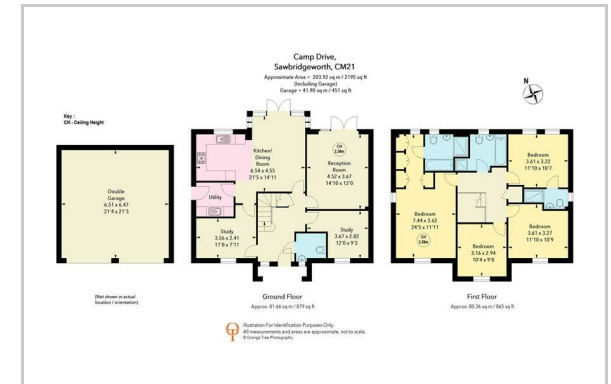 Camp Drive,
Sawbridgeworth, CM21
Approximate Area = 203.92 sq m / 2195 sq ft
(Including Garage)
Garage = 41.90 sq m / 451 sq ft
N
Key :
CH - Ceiling Height
Double
Garage
6.51 x 6.47
21'4 x 21'3
(Not shown in actual
location / orientation)
Kitchen/
Dining
Room
6.54 x 4.55
21'5 x 14'11
CH
2.38m
Reception
Room
4.52 x 3.67
14'10 x 12'0
Utility
Study
3.56 x 2.41
11'8 x 7'11
Study
3.67 x 2.82
12'0 x 9'3
Ground Floor
Approx. 81.66 sq m / 879 sq ft
Bedroom
3.61 x 3.22
11'10 x 10'7
Bedroom
7.44 x 3.62
24'5 x 11'11
CH
Bedroom
3.16 x 2.94
10'4 x 9'8
Bedroom
3.61 x 3.27
11'10 x 10'9
First Floor
Approx. 80.36 sq m / 865 sq ft
Illustration For Identification Purposes Only.
All measurements and areas are approximate, not to scale.
© Orange Tree Photography